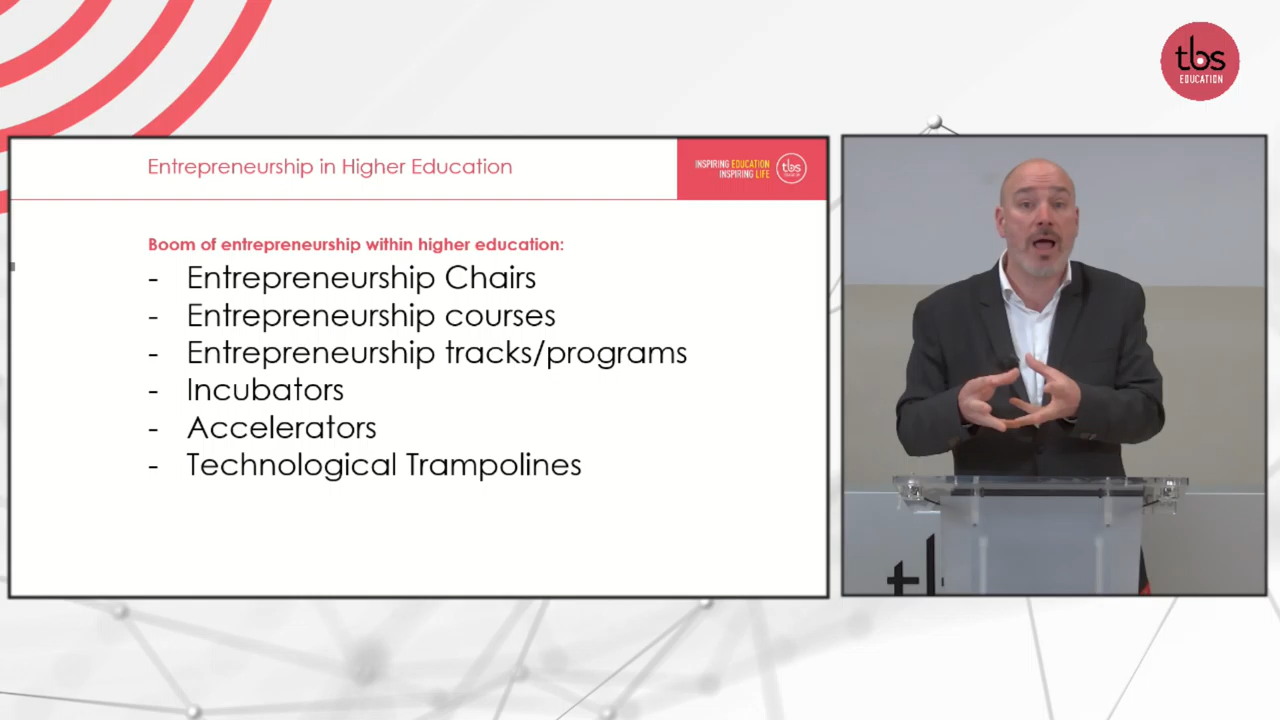 tbs
EDUCATION
Entrepreneurship in Higher Education
INSPIRING EDUCATION
INSPIRING LIFE
tbs
Boom of entrepreneurship within higher education:
- Entrepreneurship Chairs
- Entrepreneurship courses
- Entrepreneurship tracks/programs
- Incubators
- Accelerators
- Technological Trampolines